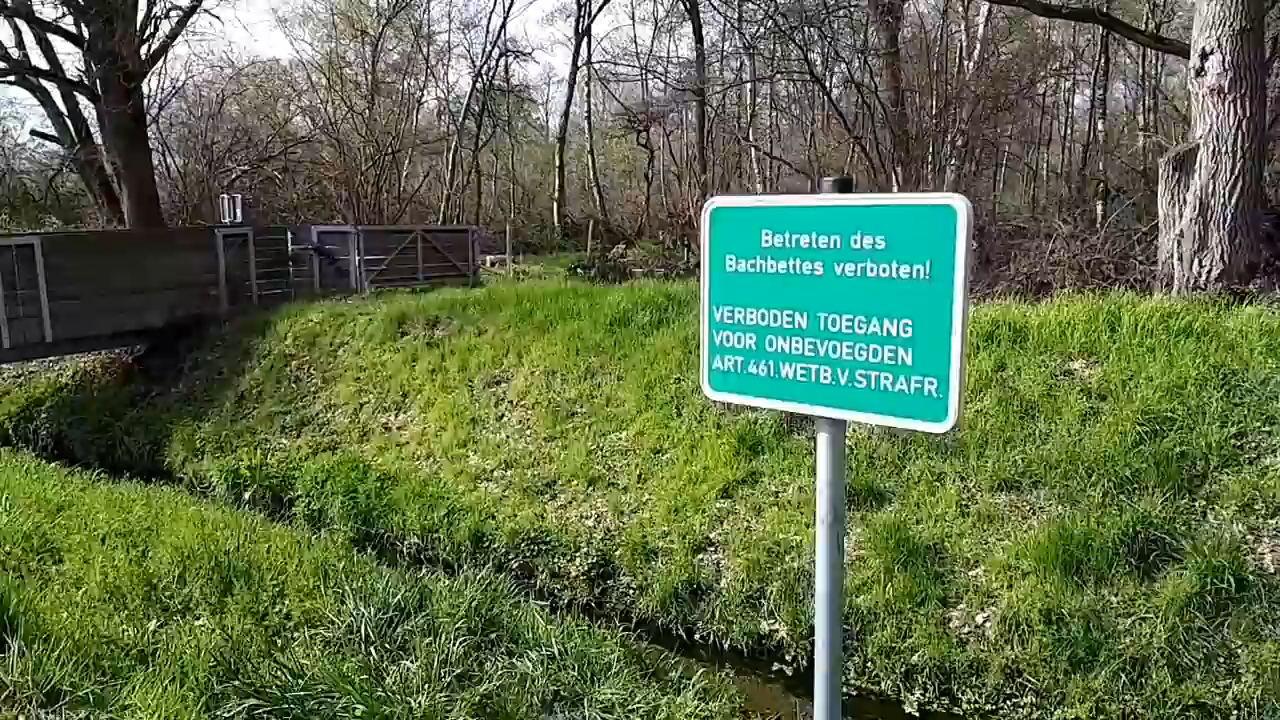 Betreten des
Bachbettes verboten!
VERBODEN TOEGANG
VOOR ONBEVOEGDEN
ART.461.WETB.V.STRAFR.